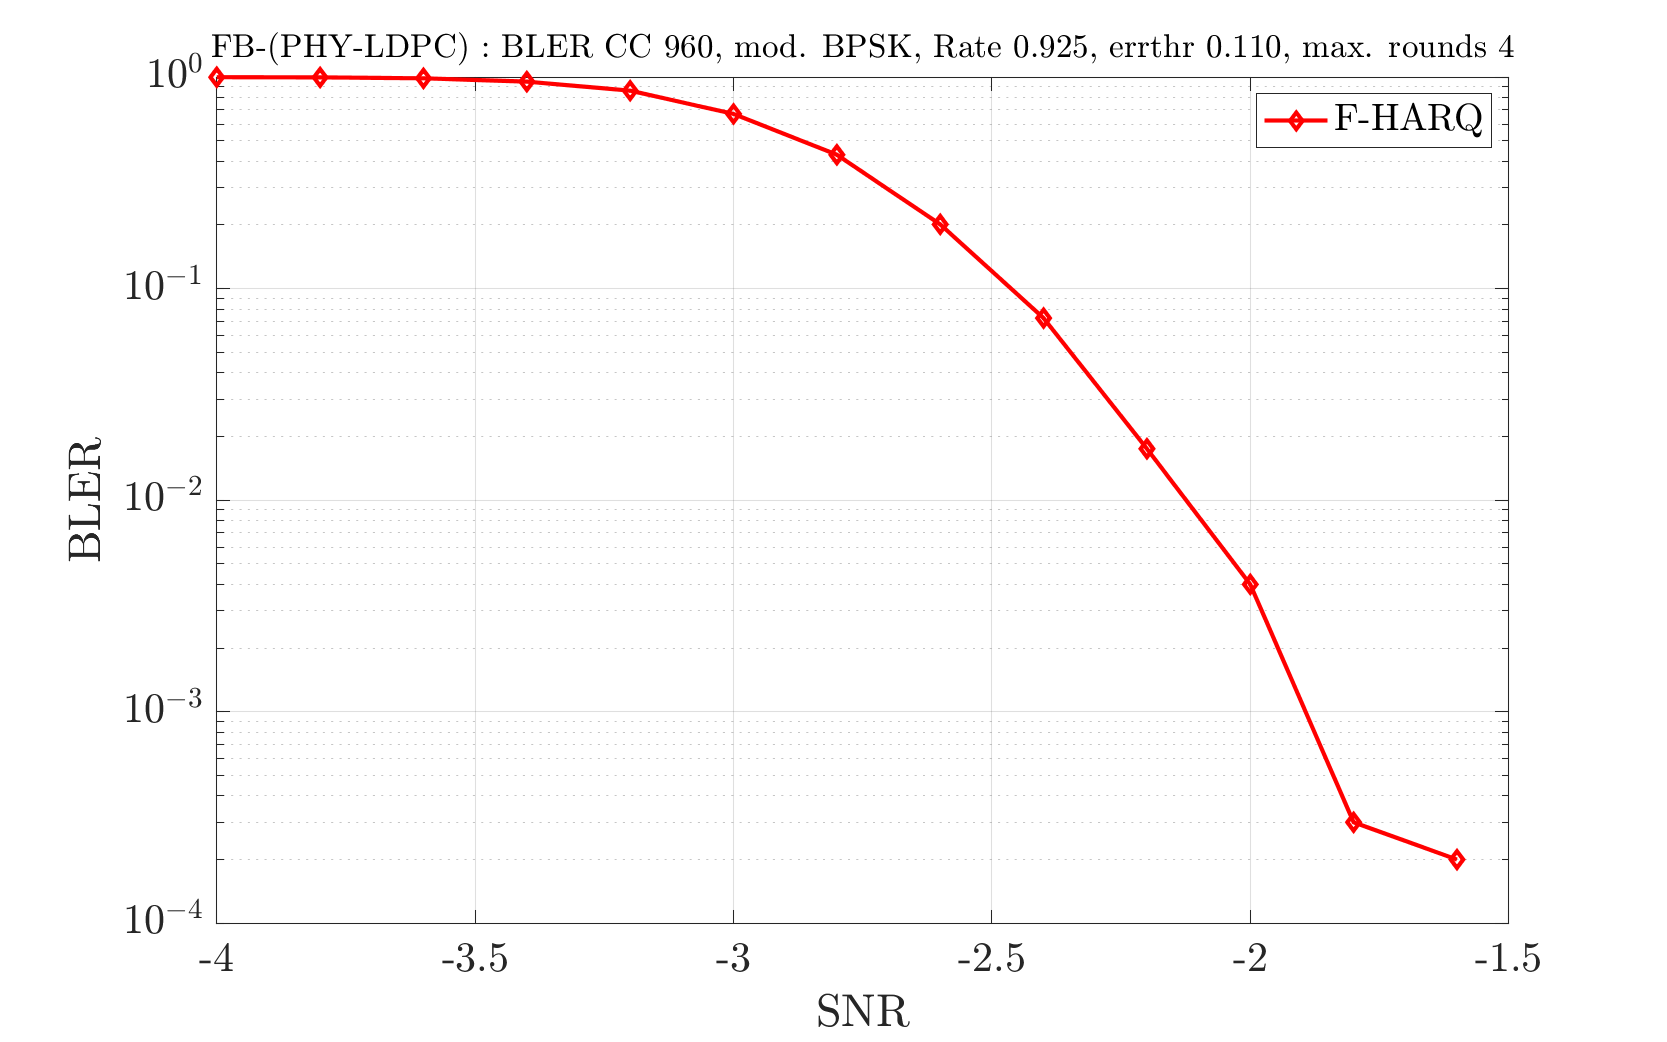 FB-(PHY-LDPC) : BLER CC 960, mod. BPSK, Rate 0.925, errthr 0.110, max. rounds 4
F-HARQ
BLER
10^0
10^−1
10^−2
10^−3
10^−4
-4 -3.5 -3 -2.5 -2 -1.5
SNR